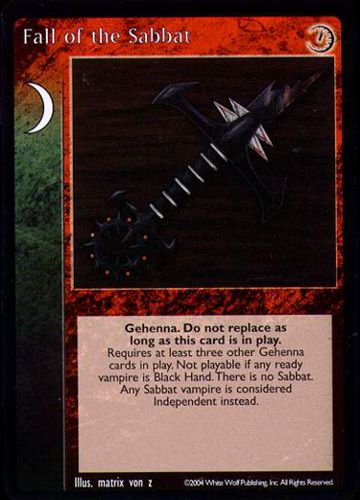 Fall of the Sabbat
Gehenna. Do not replace as
long as this card is in play.
Requires at least three other Gehenna
cards in play. Not playable if any ready
vampire is Black Hand. There is no Sabbat.
Any Sabbat vampire is considered
Independent instead.
Illus. matrix von z
©2004 White Wolf Publishing, Inc. All Rights Reserved.